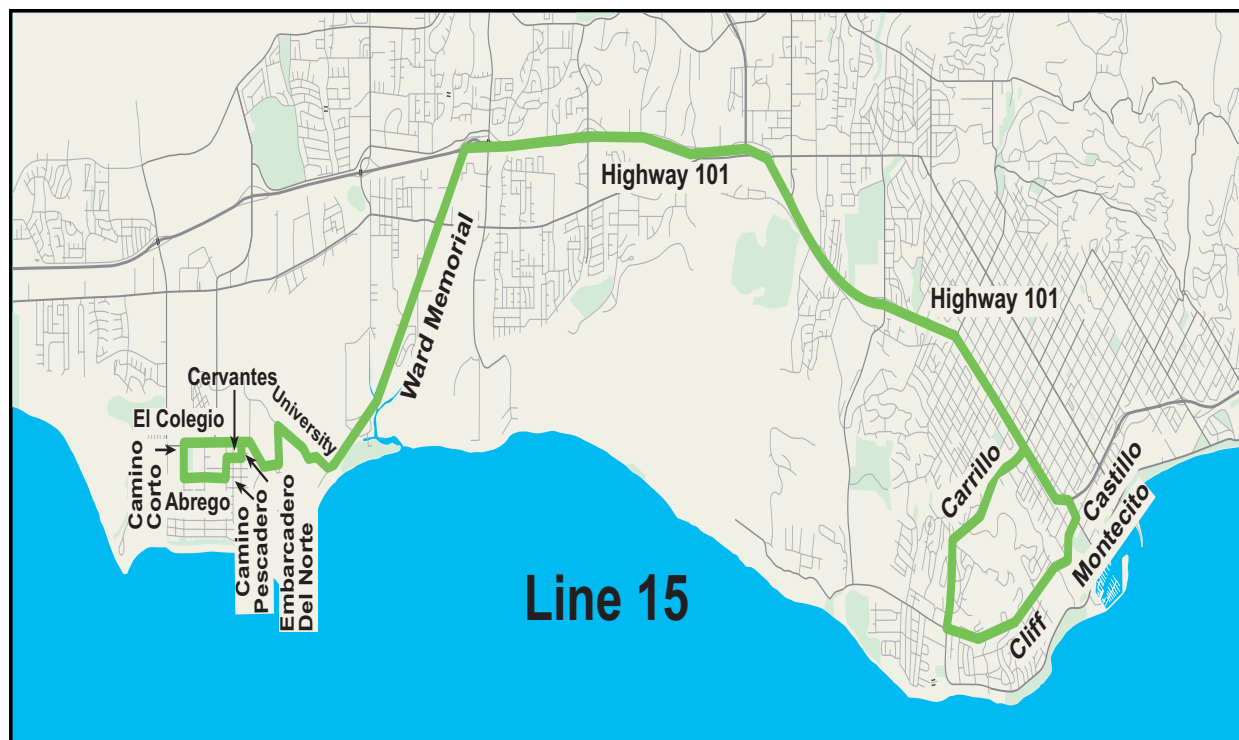 Highway 101
Highway 101
Ward Memorial
Cervantes
University
El Colegio
Camino
Corto
Abrego
Camino
Pescadero
Embarcadero
Del Norte
Carrillo
Castillo
Montecito
Cliff
Line 15